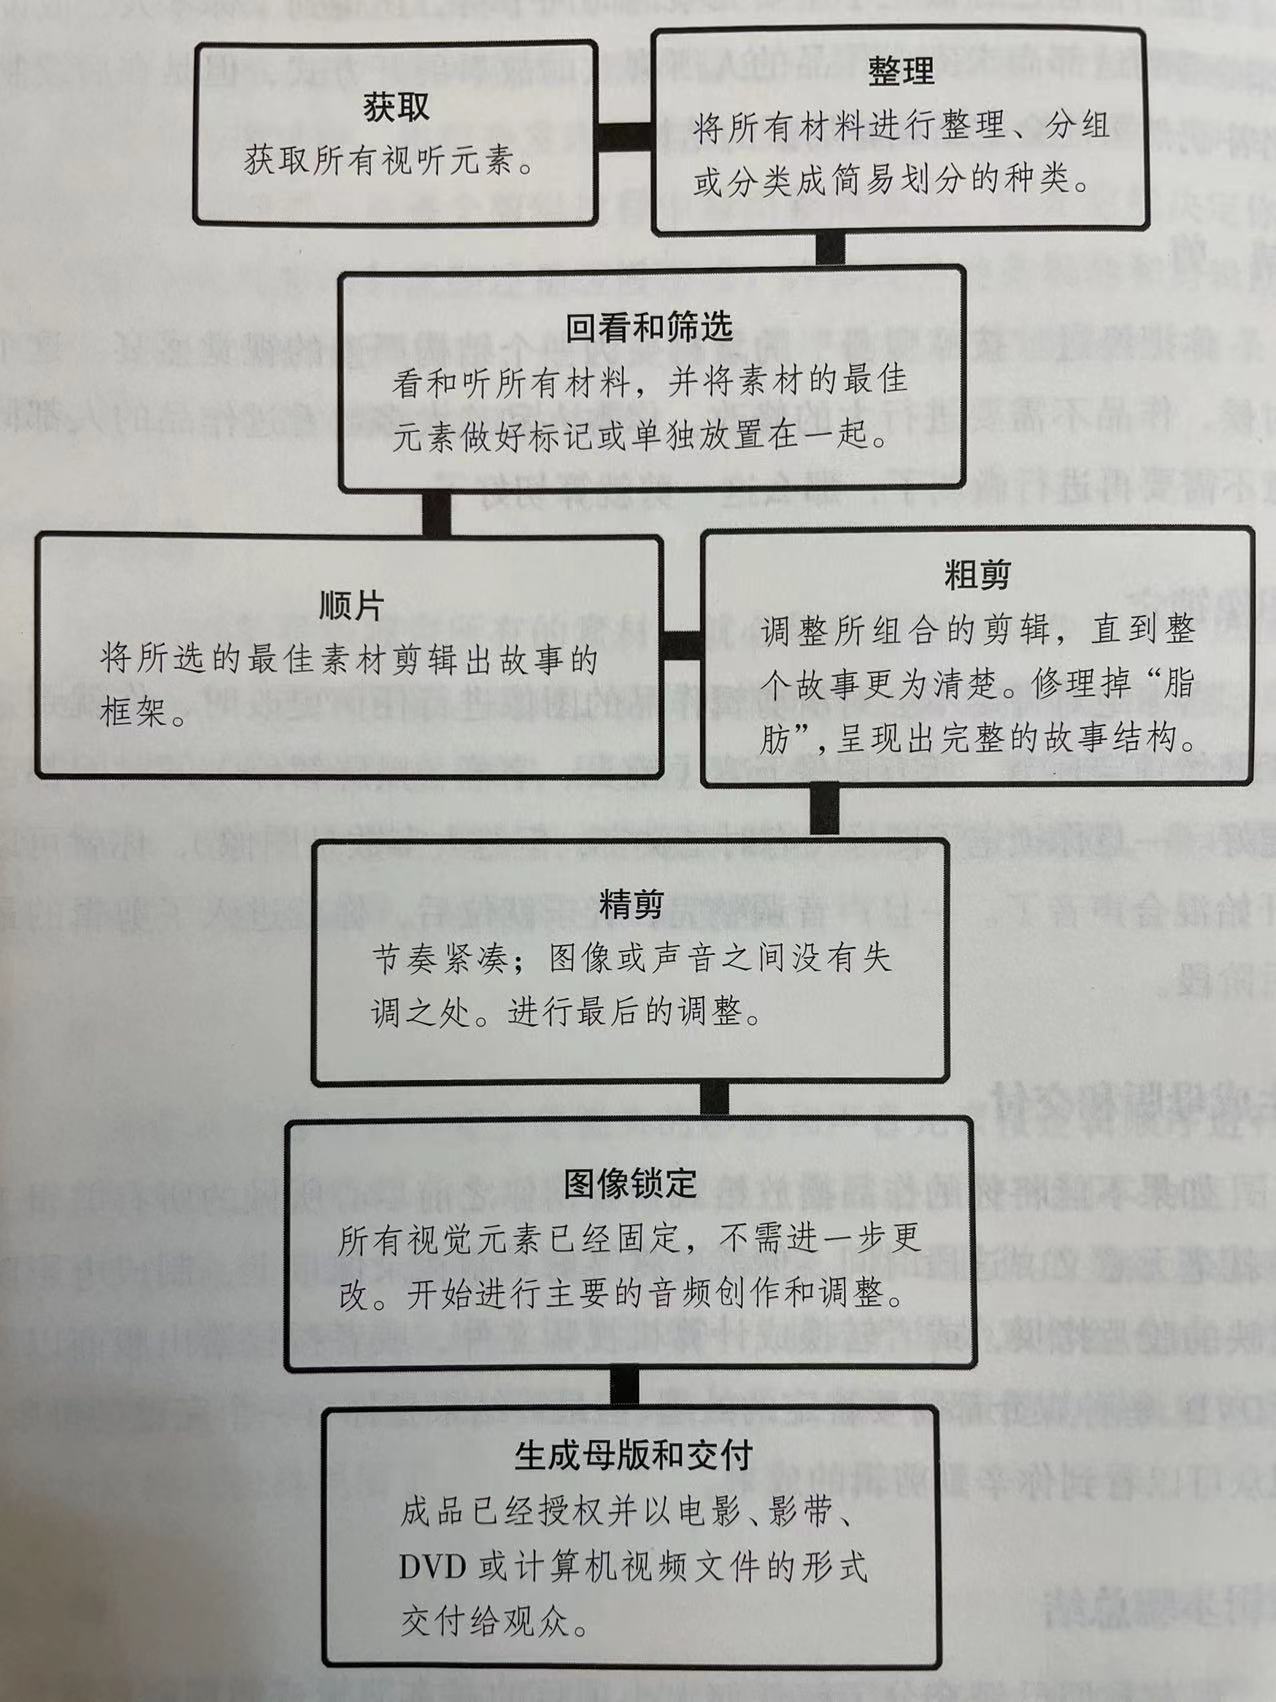 获取
获取所有视听元素。
整理
将所有材料进行整理、分组
或分类成简易划分的种类。
回看和筛选
看和听所有材料，并将素材的最佳
元素做好标记或单独放置在一起。
顺片
将所选的最佳素材剪辑出故事的
框架。
粗剪
调整所组合的剪辑，直到整
个故事更为清楚。修理掉“脂
肪”，呈现出完整的故事结构。
精剪
节奏紧凑；图像或声音之间没有失
调之处。进行最后的调整。
图像锁定
所有视觉元素已经固定，不需进一步更
改。开始进行主要的音频创作和调整。
生成母版和交付
成品已经授权并以电影、影带、
DVD 或计算机视频文件的形式
交付给观众。